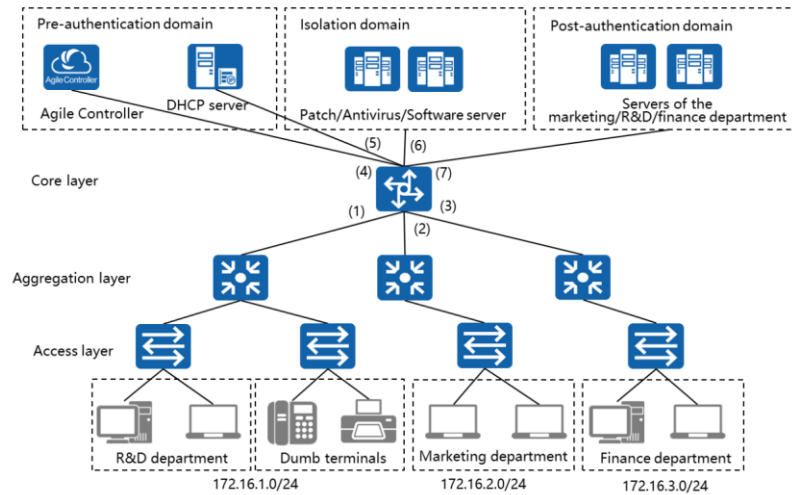 Pre-authentication domain
Isolation domain
Post-authentication domain
AgileController
Agile Controller
DHCP server
Patch/Antivirus/Software server
Servers of the
marketing/R&D/finance department
(5)
(6)
(4)
(7)
Core layer
(1)
(3)
(2)
Aggregation layer
Access layer
R&D department
Dumb terminals
Marketing department
Finance department
172.16.1.0/24
172.16.2.0/24
172.16.3.0/24